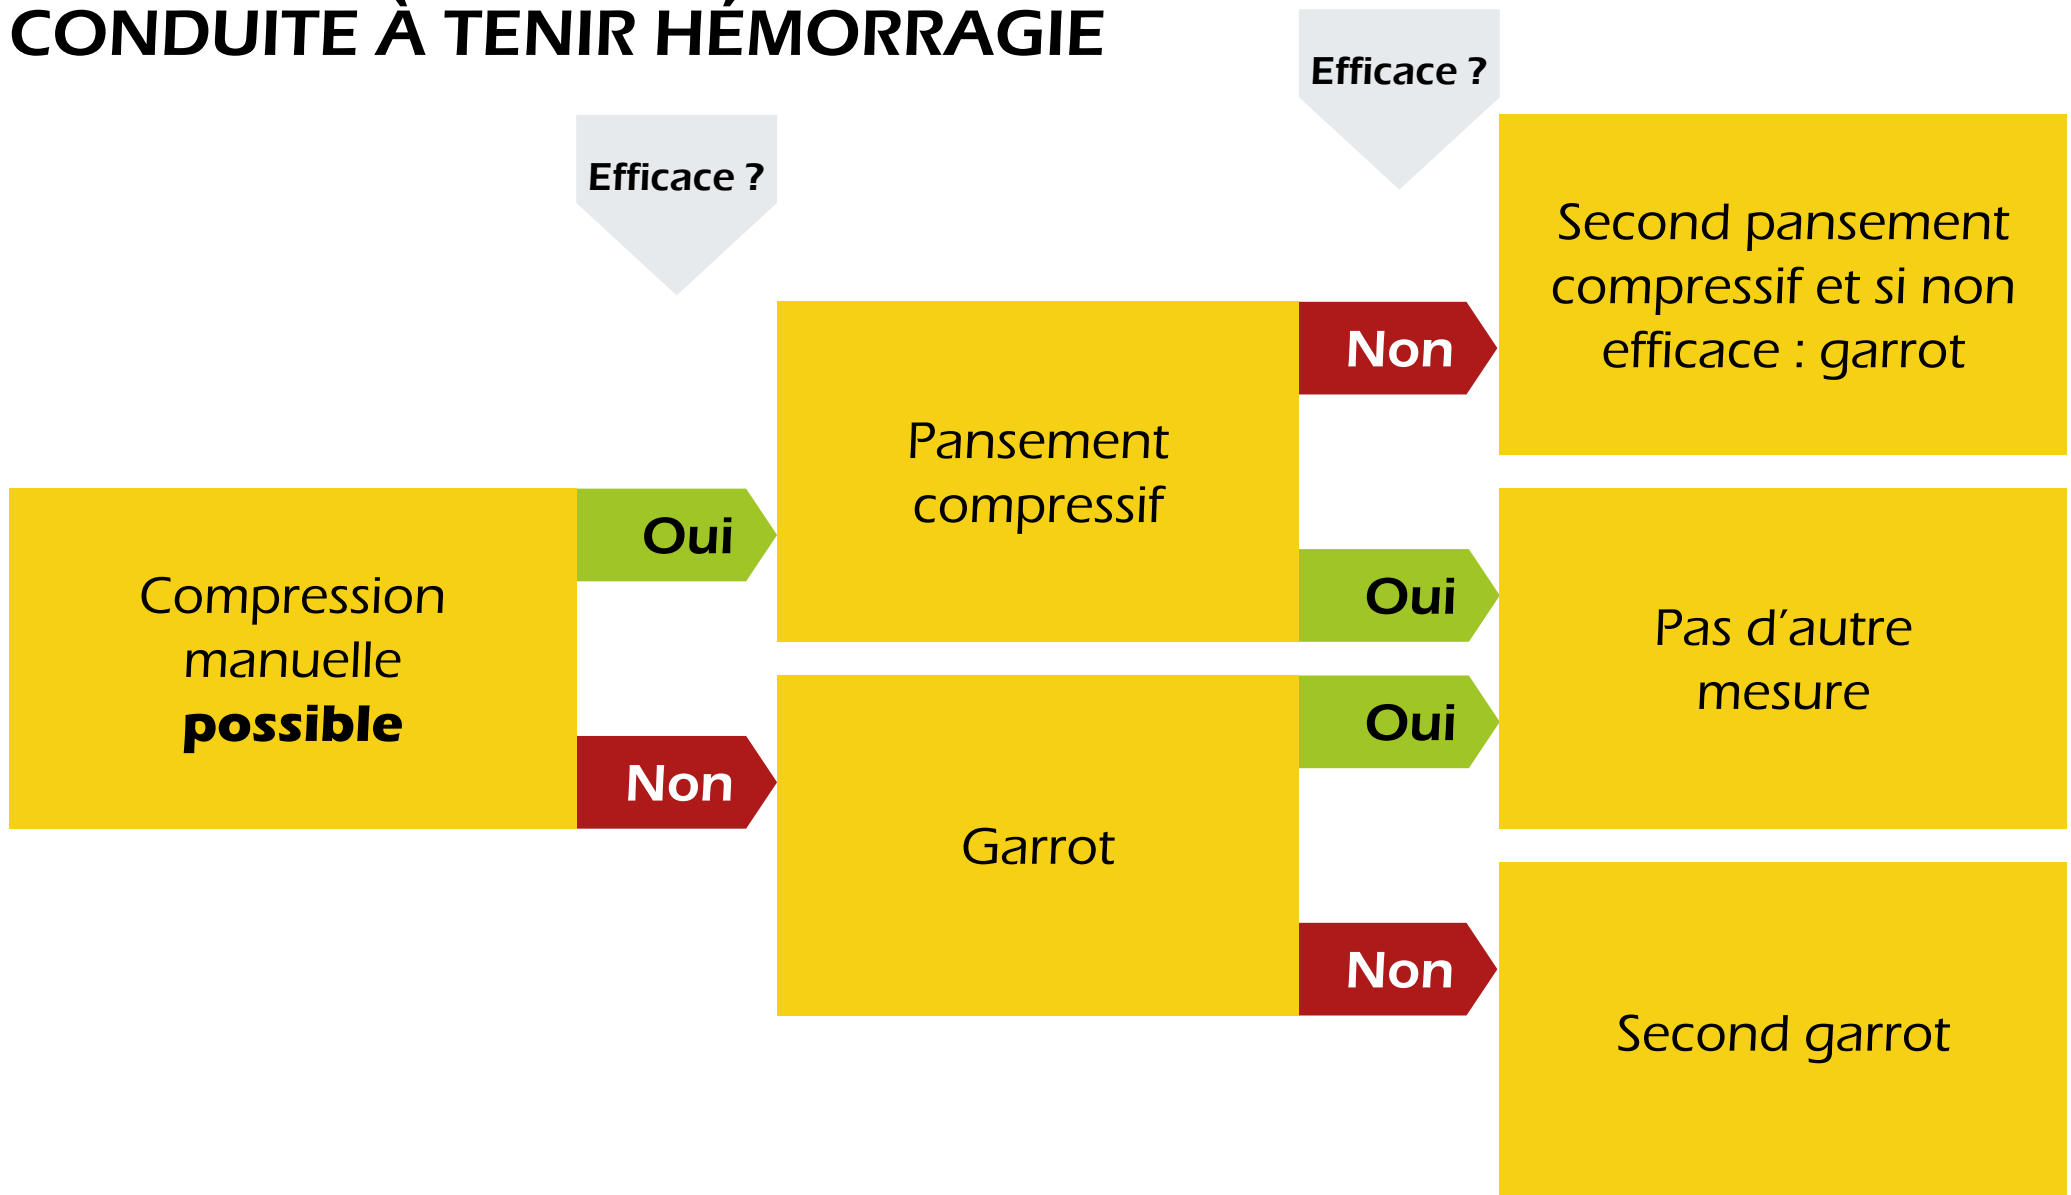 CONDUITE À TENIR HÉMORRAGIE
Efficace ?
Efficace ?
Compression
manuelle
possible
Oui
Non
Pansement
compressif
Garrot
Non
Oui
Oui
Non
Second pansement
compressif et si non
efficace : garrot
Pas d’autre
mesure
Second garrot